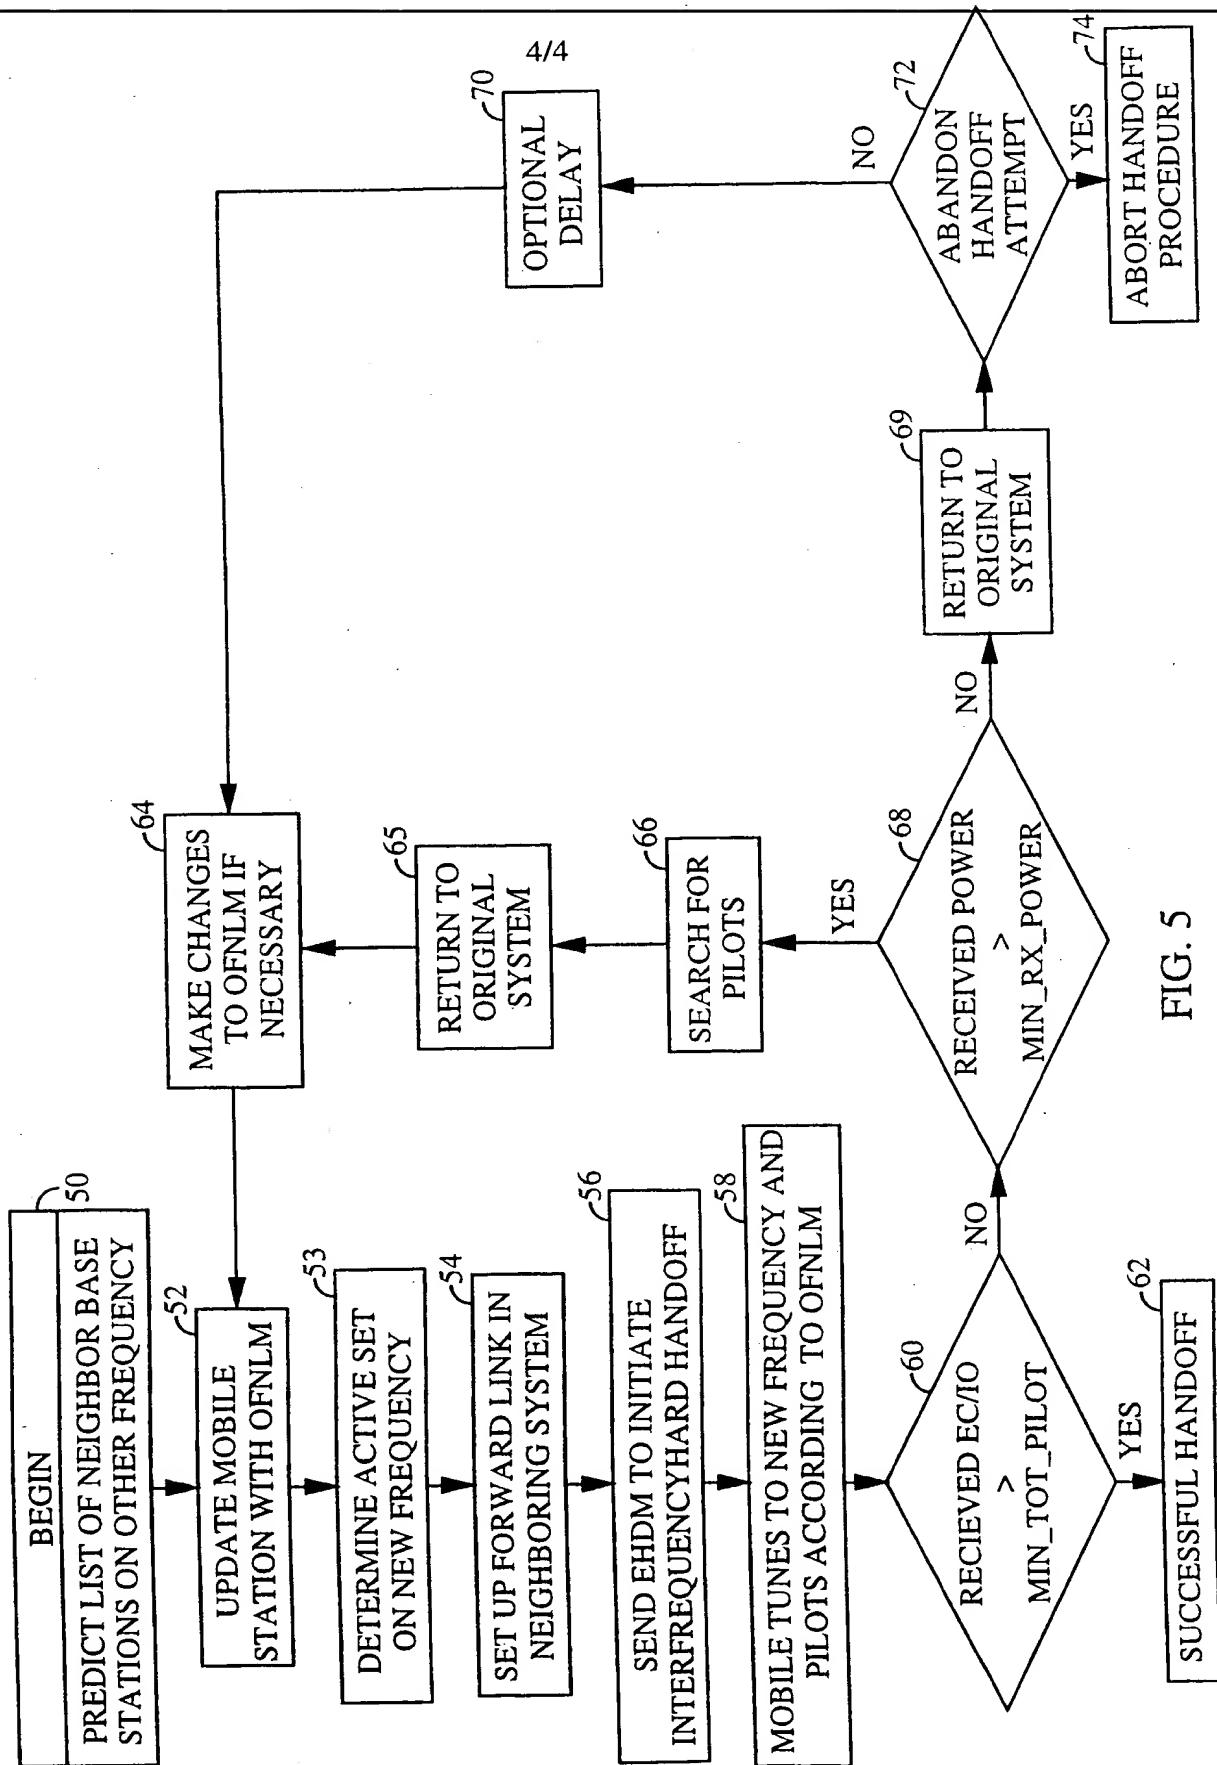 4/4
BEGIN
50
PREDICT LIST OF NEIGHBOR BASE
STATIONS ON OTHER FREQUENCY
52
UPDATE MOBILE
STATION WITH OFNLM
53
DETERMINE ACTIVE SET
ON NEW FREQUENCY
54
SET UP FORWARD LINK IN
NEIGHBORING SYSTEM
56
SEND EHDM TO INITIATE
INTERFREQUENCYHARD HANDOFF
58
MOBILE TUNES TO NEW FREQUENCY AND
PILOTS ACCORDING TO OFNLM
60
RECIEVED EC/IO
>
MIN_TOT_PILOT
NO
YES
62
SUCCESSFUL HANDOFF
64
MAKE CHANGES
TO OFNLM IF
NECESSARY
65
RETURN TO
ORIGINAL
SYSTEM
66
SEARCH FOR
PILOTS
YES
68
RECEIVED POWER
>
MIN_RX_POWER
NO
69
RETURN TO
ORIGINAL
SYSTEM
70
OPTIONAL
DELAY
NO
72
ABANDON
HANDOFF
ATTEMPT
YES
74
ABORT HANDOFF
PROCEDURE
FIG. 5